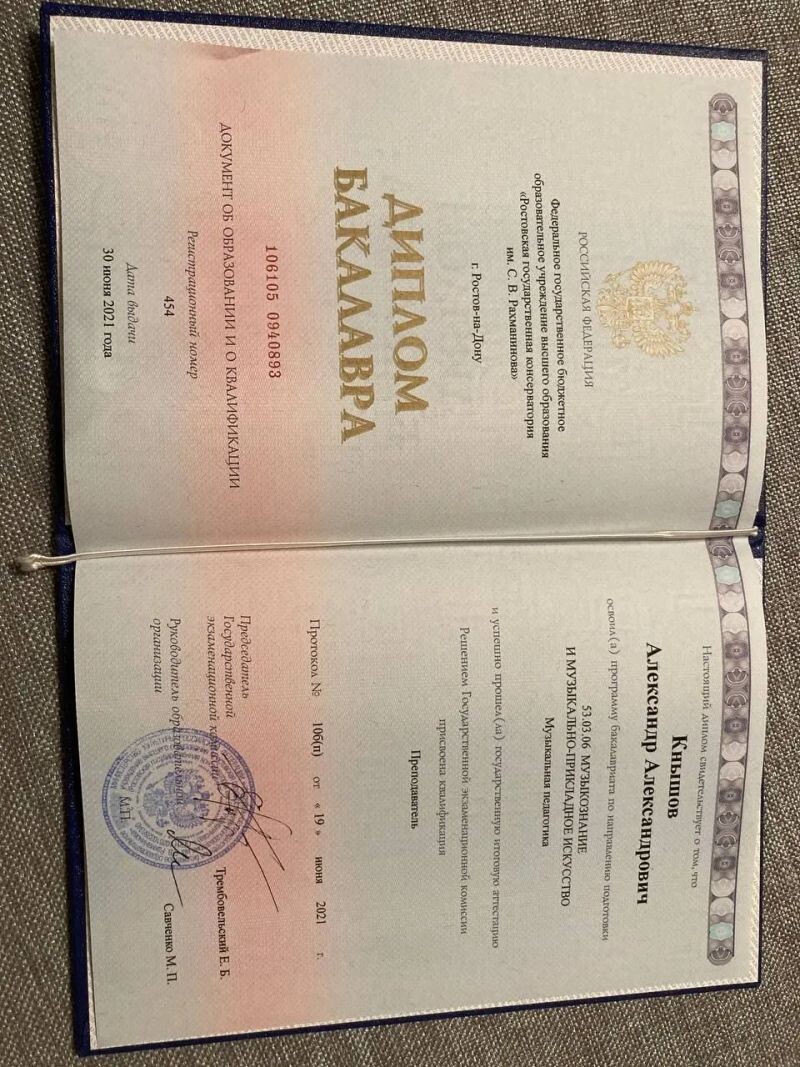 РОССИЙСКАЯ ФЕДЕРАЦИЯ
Федеральное государственное бюджетное
образовательное учреждение высшего образования
«Ростовская государственная консерватория
им. С. В. Рахманинова»
г. Ростов-на-Дону
ДИПЛОМ
БАКАЛАВРА
106105 0940893
ДОКУМЕНТ ОБ ОБРАЗОВАНИИ И О КВАЛИФИКАЦИИ
Регистрационный номер
454
Дата выдачи
30 июня 2021 года
Настоящий диплом свидетельствует о том, что
Кнышов
Александр Александрович
освоил(а) программу бакалавриата по направлению подготовки
53.03.06 МУЗЫКОЗНАНИЕ
И МУЗЫКАЛЬНО-ПРИКЛАДНОЕ ИСКУССТВО
Музыкальная педагогика
и успешно прошел(ла) государственную итоговую аттестацию
Решением Государственной экзаменационной комиссии
присвоена квалификация
Преподаватель
Протокол № 106(п) от « 19 » июня 2021 г.
Председатель
Государственной
экзаменационной комиссии Трембовельский Е. Б.
Руководитель образовательной
организации Савченко М. П.
М.П.